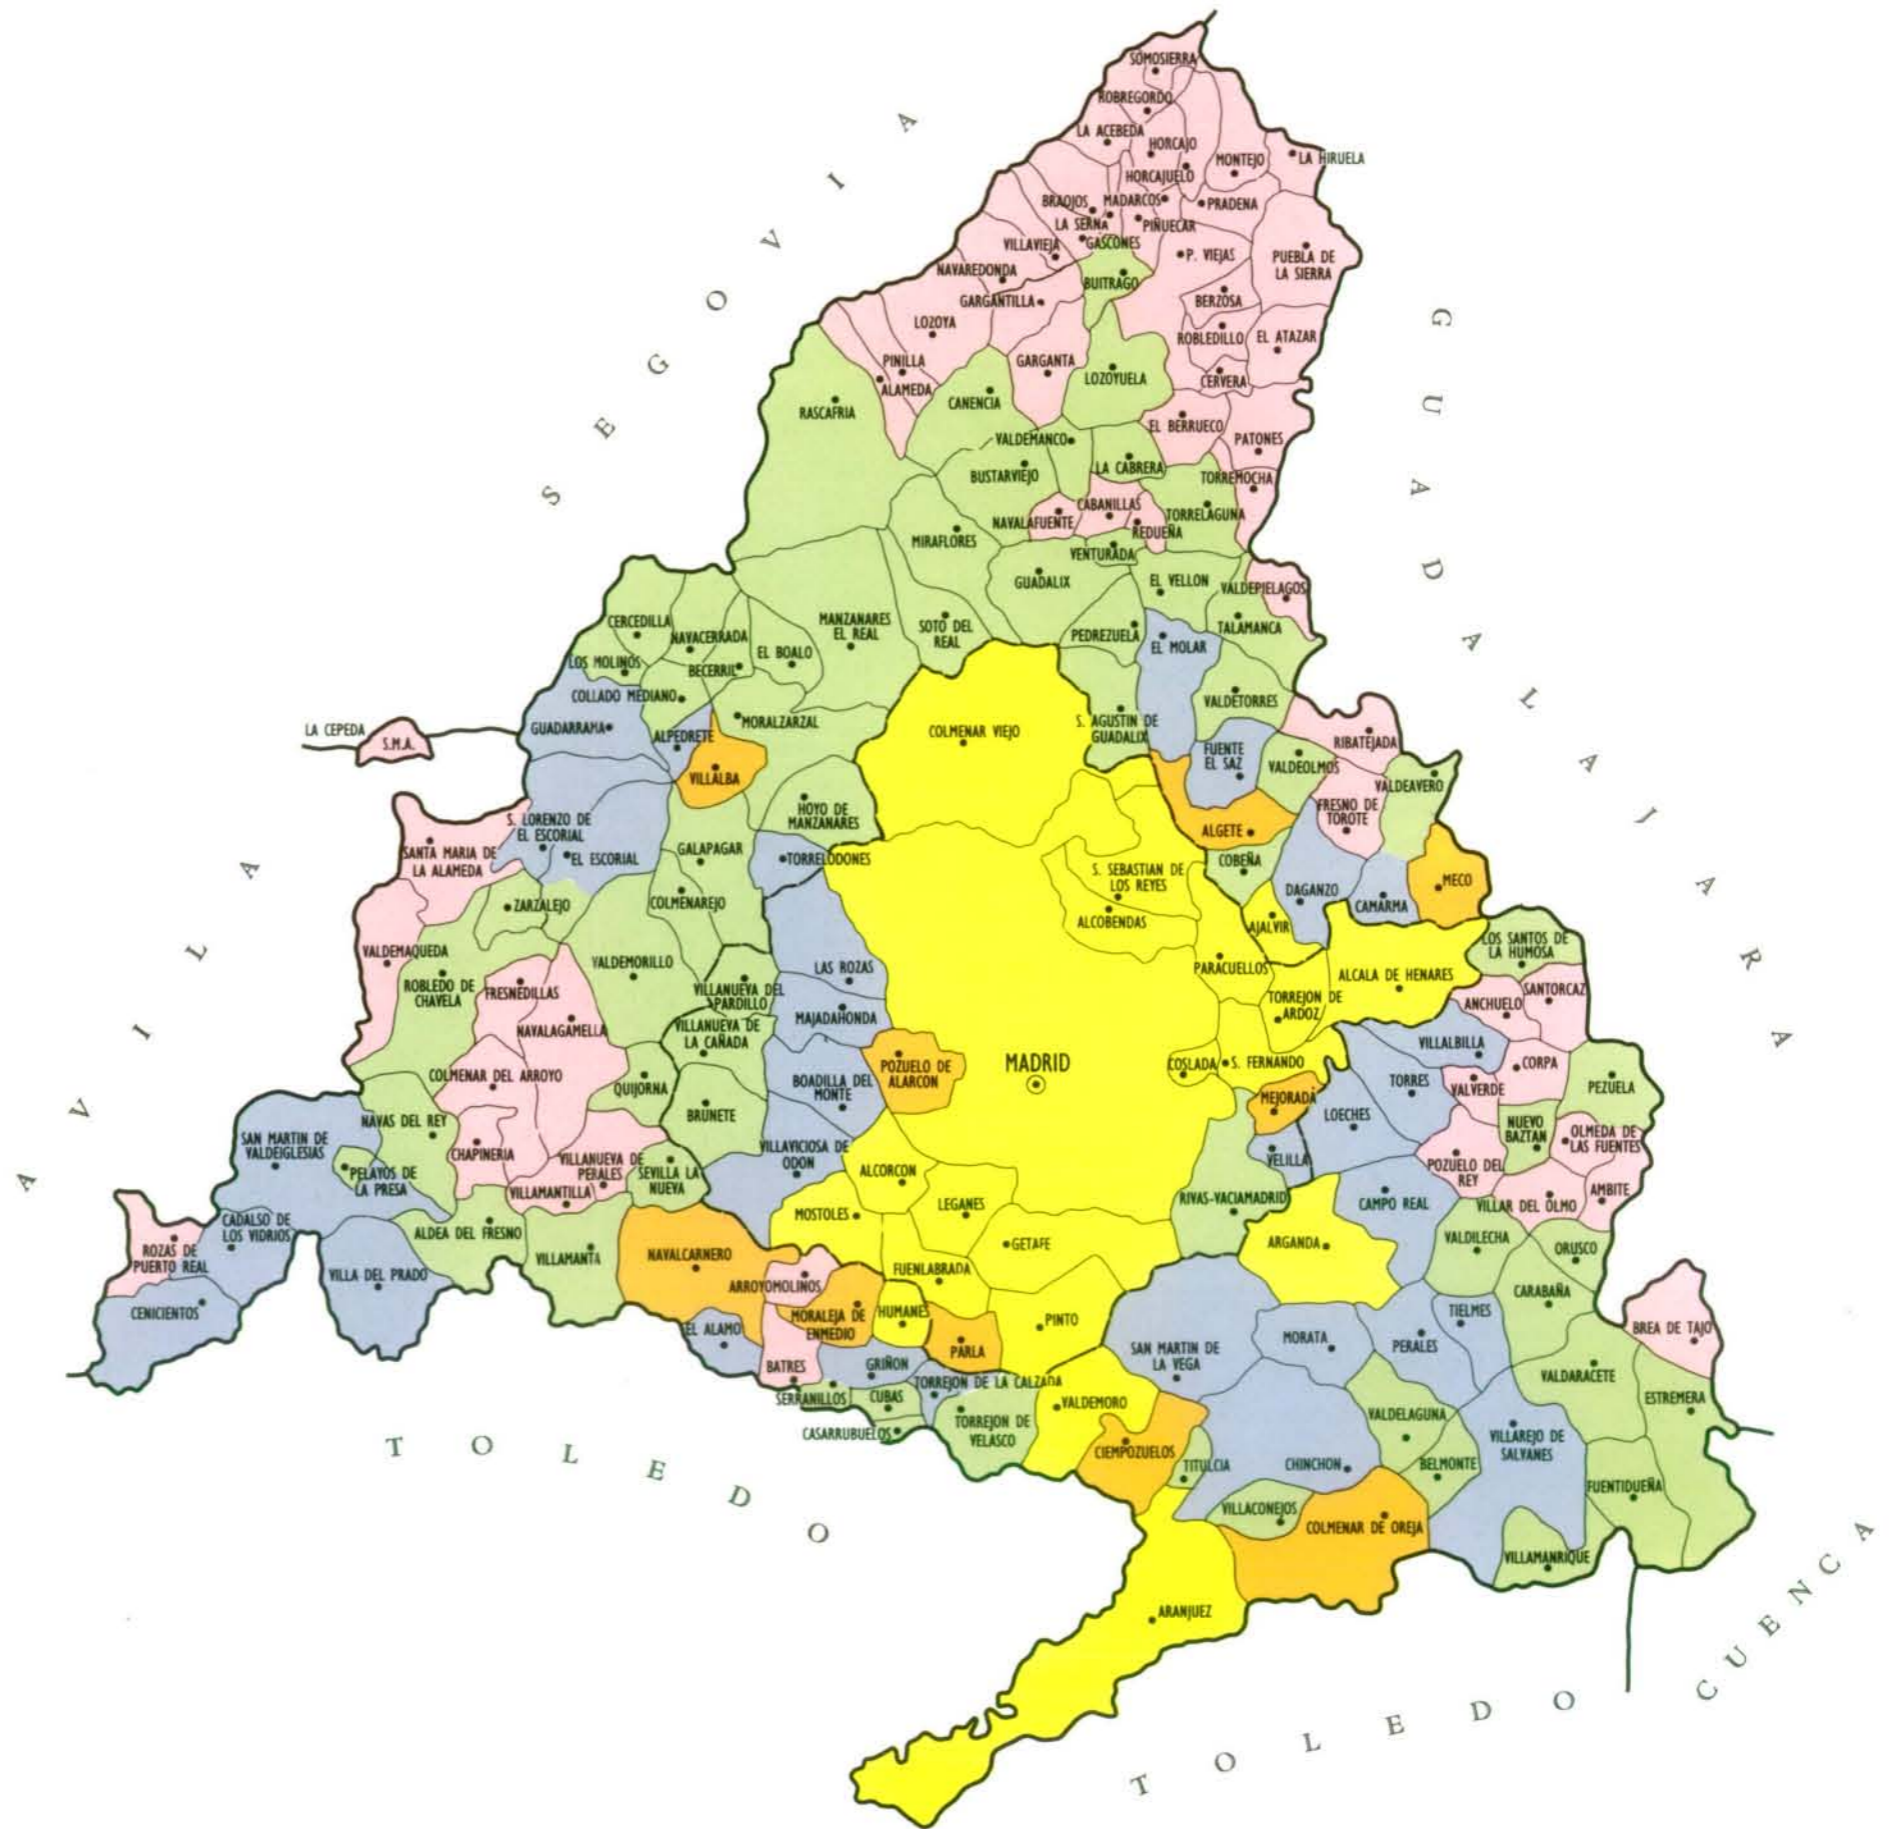 SOMOSIERRA
ROBREGORDO
LA ACEBEDA
HORCAJO
MONTEJO
LA HIRUELA
HORCAJUELO
BRAOJOS
MADARCOS
PRADENA
LA SERNA
PIÑUECAR
VILLAVIEJA
GASCONES
P. VIEJAS
PUEBLA DE
LA SIERRA
NAVAREDONDA
BUITRAGO
GARGANTILLA
BERZOSA
LOZOYA
ROBLEDILLO
EL ATAZAR
PINILLA
GARGANTA
ALAMEDA
LOZOYUELA
CERVERA
RASCAFRIA
CANENCIA
EL BERRUECO
VALDEMANCO
PATONES
BUSTARVIEJO
LA CABRERA
TORREMOCHA
CABANILLAS
NAVALAFUENTE
TORRELAGUNA
REDUEÑA
MIRAFLORES
VENTURADA
GUADALIX
EL VELLON
VALDEPIELAGOS
CERCEDILLA
MANZANARES
EL REAL
SOTO DEL
REAL
NAVACERRADA
PEDREZUELA
TALAMANCA
EL BOALO
EL MOLAR
LOS MOLINOS
BECERRIL
COLLADO MEDIANO
VALDETORRES
GUADARRAMA
ALPEDRETE
MORALZARZAL
COLMENAR VIEJO
S. AGUSTIN DE
GUADALIX
LA CEPEDA
S.M.A.
RIBATEJADA
FUENTE
EL SAZ
VALDEOLMOS
VILLALBA
VALDEAVERO
HOYO DE
MANZANARES
FRESNO DE
TOROTE
S. LORENZO DE
EL ESCORIAL
ALGETE
SANTA MARIA DE
LA ALAMEDA
EL ESCORIAL
GALAPAGAR
TORRELODONES
COBEÑA
S. SEBASTIAN DE
LOS REYES
MECO
DAGANZO
CAMARMA
ZARZALEJO
COLMENAREJO
ALCOBENDAS
AJALVIR
LOS SANTOS DE
LA HUMOSA
VALDEMAQUEDA
VALDEMORILLO
LAS ROZAS
PARACUELLOS
ALCALA DE HENARES
ROBLEDO DE
CHAVELA
FRESNEDILLAS
VILLANUEVA DEL
PARDILLO
TORREJON DE
ARDOZ
ANCHUELO
SANTORCAZ
NAVALAGAMELLA
VILLANUEVA DE
LA CAÑADA
MAJADAHONDA
VILLALBILLA
COLMENAR DEL ARROYO
MADRID
POZUELO DE
ALARCON
COSLADA
S. FERNANDO
CORPA
QUIJORNA
BOADILLA DEL
MONTE
TORRES
VALVERDE
PEZUELA
MEJORADA
BRUNETE
LOECHES
NAVAS DEL REY
NUEVO
BAZTAN
OLMEDA DE
LAS FUENTES
SAN MARTIN DE
VALDEIGLESIAS
CHAPINERIA
VILLANUEVA DE
PERALES
VILLAVICIOSA DE
ODON
VELILLA
PELAYOS DE
LA PRESA
SEVILLA LA
NUEVA
ALCORCON
POZUELO DEL
REY
VILLAMANTILLA
RIVAS-VACIAMADRID
CAMPO REAL
VILLAR DEL OLMO
AMBITE
LEGANES
MOSTOLES
CADALSO DE
LOS VIDRIOS
ALDEA DEL FRESNO
GETAFE
ARGANDA
VALDILECHA
ORUSCO
ROZAS DE
PUERTO REAL
VILLAMANTA
NAVALCARNERO
FUENLABRADA
VILLA DEL PRADO
ARROYOMOLINOS
CARABAÑA
CENICIENTOS
MORALEJA DE
ENMEDIO
HUMANES
TIELMES
EL ALAMO
PINTO
BREA DE TAJO
SAN MARTIN DE
LA VEGA
MORATA
PERALES
PARLA
BATRES
GRIÑON
VALDARACETE
TORREJON DE LA CALZADA
SERRANILLOS
CUBAS
ESTREMERA
VALDEMORO
VALDELAGUNA
CASARRUBUELOS
TORREJON DE
VELASCO
VILLAREJO DE
SALVANES
CIEMPOZUELOS
TITULCIA
CHINCHON
BELMONTE
FUENTIDUEÑA
VILLACONEJOS
COLMENAR DE OREJA
VILLAMANRIQUE
ARANJUEZ
SEGOVIA
GUADALAJARA
AVILA
TOLEDO
TOLEDO
CUENCA